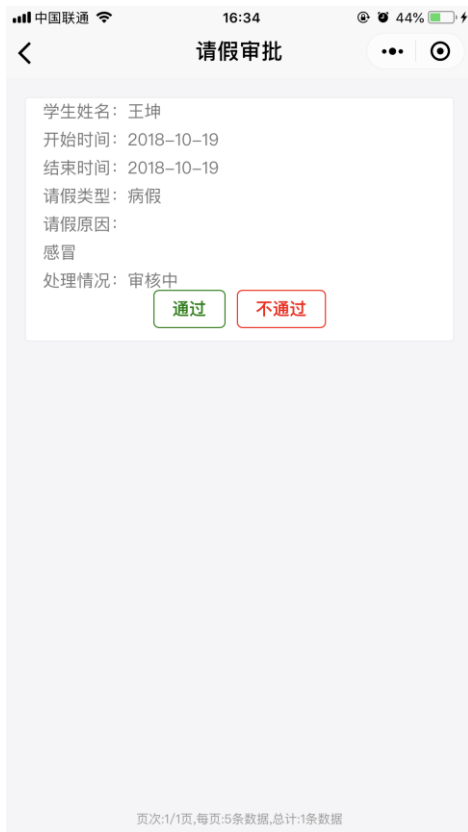 中国联通
16:34
44%
请假审批
学生姓名：王坤
开始时间：2018-10-19
结束时间：2018-10-19
请假类型：病假
请假原因：
感冒
处理情况：审核中
通过
不通过
页次:1/1页,每页:5条数据,总计:1条数据